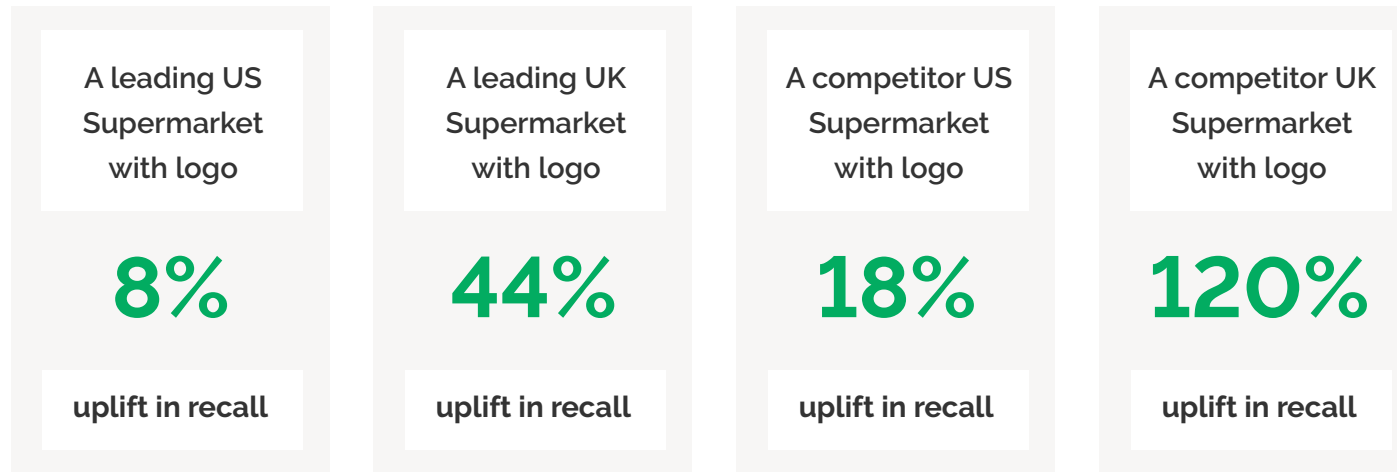 A leading US
Supermarket
with logo
8%
uplift in recall
A leading UK
Supermarket
with logo
44%
uplift in recall
A competitor US
Supermarket
with logo
18%
uplift in recall
A competitor UK
Supermarket
with logo
120%
uplift in recall